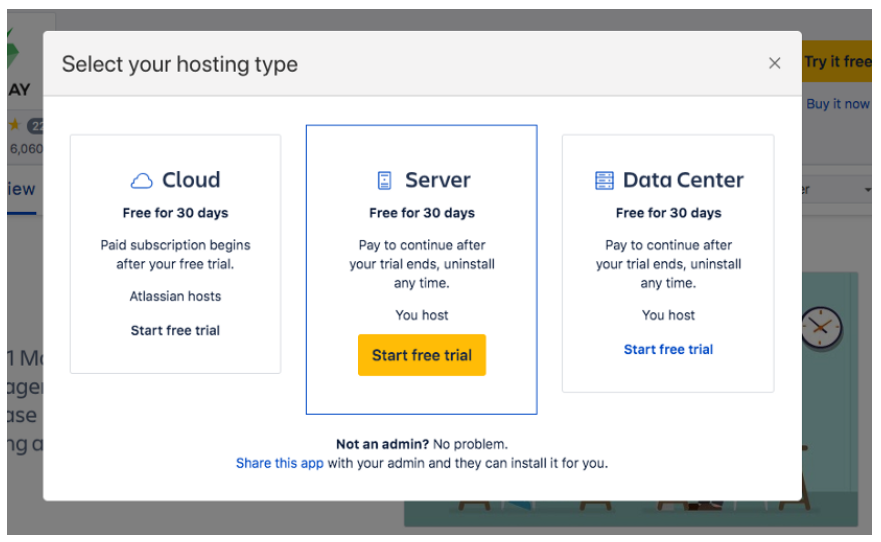 Select your hosting type
Try it free
Buy it now
AY
22
6,060
iew
er
Cloud
Free for 30 days
Paid subscription begins
after your free trial.
Atlassian hosts
Start free trial
Server
Free for 30 days
Pay to continue after
your trial ends, uninstall
any time.
You host
Start free trial
Data Center
Free for 30 days
Pay to continue after
your trial ends, uninstall
any time.
You host
Start free trial
1 Mo
age
ase
ng a
Not an admin? No problem.
Share this app with your admin and they can install it for you.